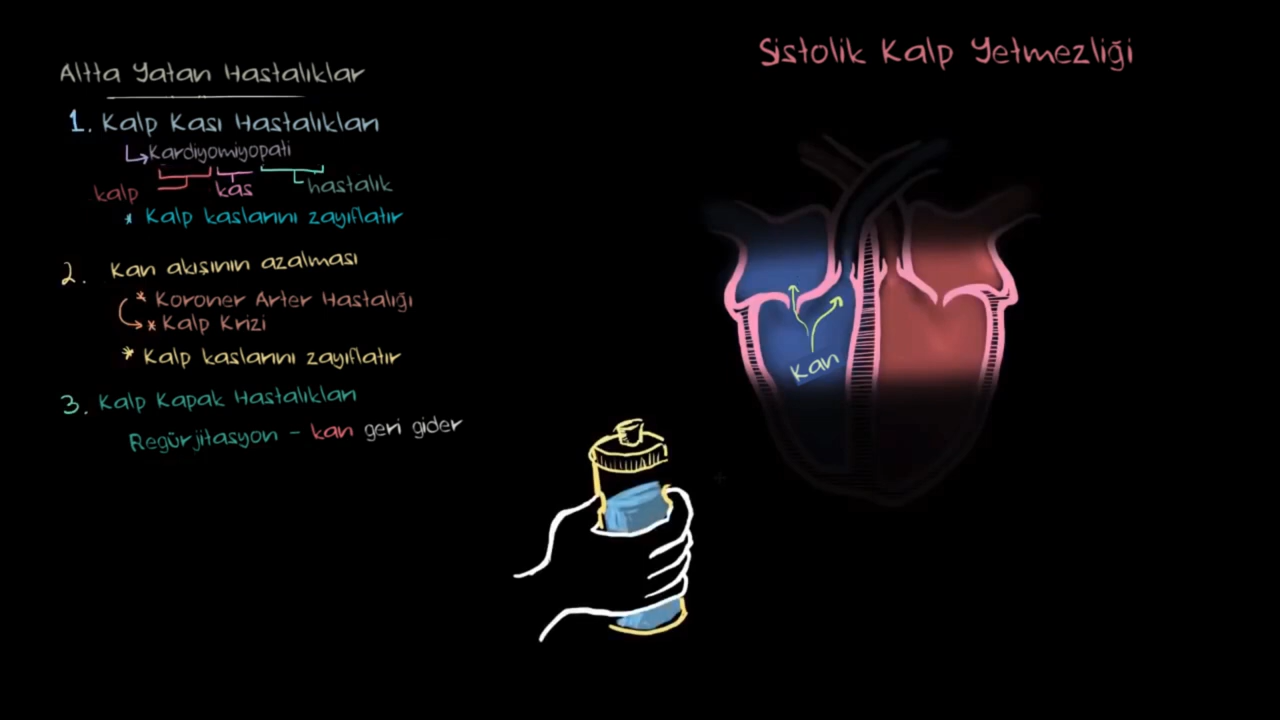 Sistolik Kalp Yetmezliği
Altta Yatan Hastalıklar
1. Kalp Kası Hastalıkları
Kardiyomiyopati
kalp kas hastalık
* Kalp kaslarını zayıflatır
2. Kan akışının azalması
* Koroner Arter Hastalığı
* Kalp Krizi
* Kalp kaslarını zayıflatır
3. Kalp Kapak Hastalıkları
Regürjitasyon - kan geri gider
Kan